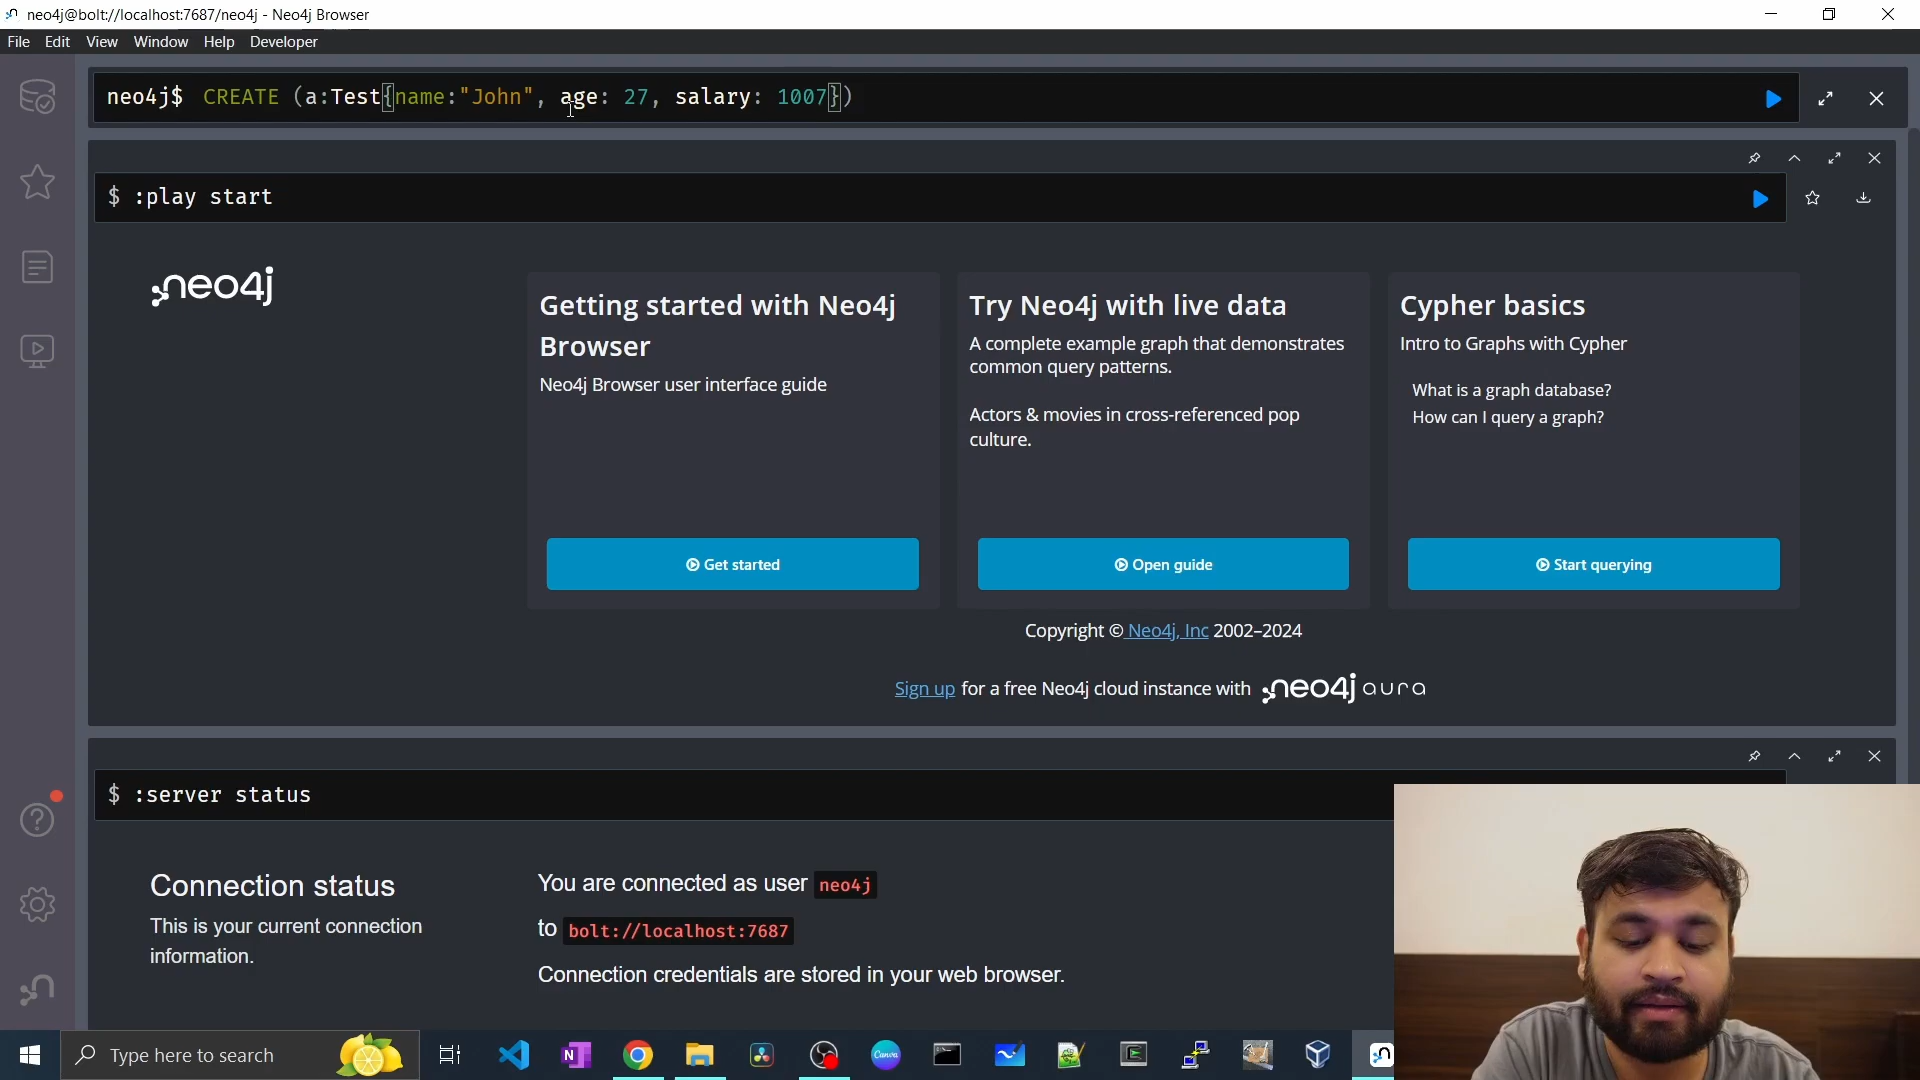 neo4j@bolt://localhost:7687/neo4j - Neo4j Browser
File Edit View Window Help Developer
neo4j$ CREATE (a:Test{name:"John", age: 27, salary: 1007})
$ :play start
neo4j
Getting started with Neo4j
Browser
Neo4j Browser user interface guide
Get started
Try Neo4j with live data
A complete example graph that demonstrates
common query patterns.
Actors & movies in cross-referenced pop
culture.
Open guide
Cypher basics
Intro to Graphs with Cypher
What is a graph database?
How can I query a graph?
Start querying
Copyright © Neo4j, Inc 2002–2024
Sign up for a free Neo4j cloud instance with neo4j aura
$ :server status
Connection status
This is your current connection
information.
You are connected as user neo4j
to bolt://localhost:7687
Connection credentials are stored in your web browser.
Type here to search
N
Canva